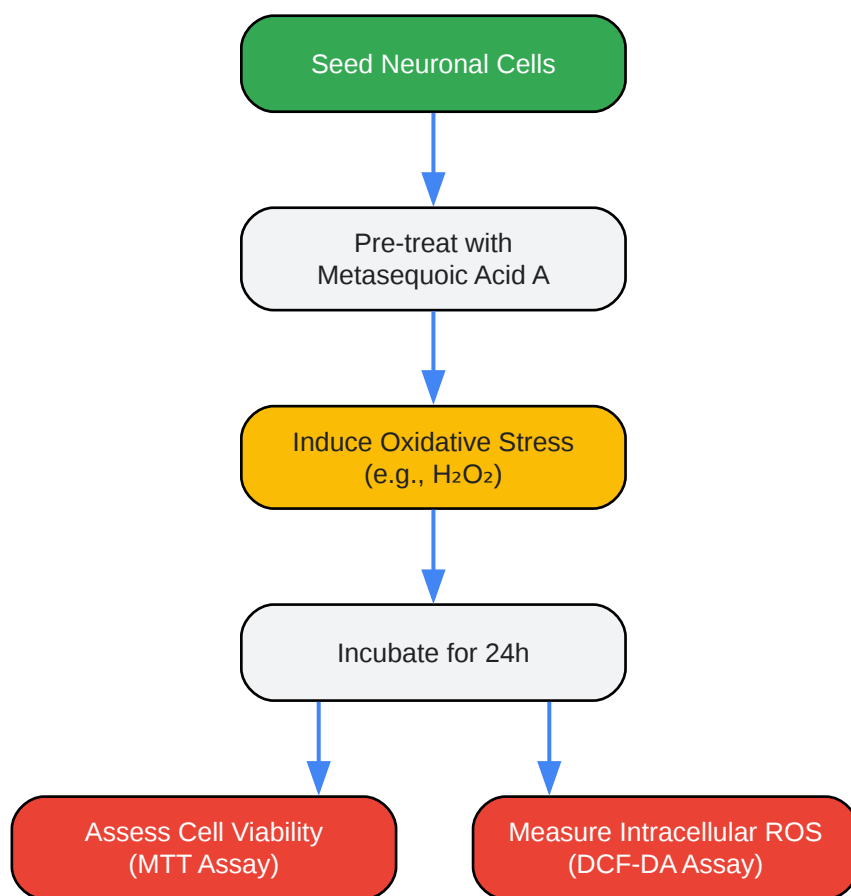 Seed Neuronal Cells
Pre-treat with
Metasequoic Acid A
Induce Oxidative Stress
(e.g., H₂O₂)
Incubate for 24h
Assess Cell Viability
(MTT Assay)
Measure Intracellular ROS
(DCF-DA Assay)